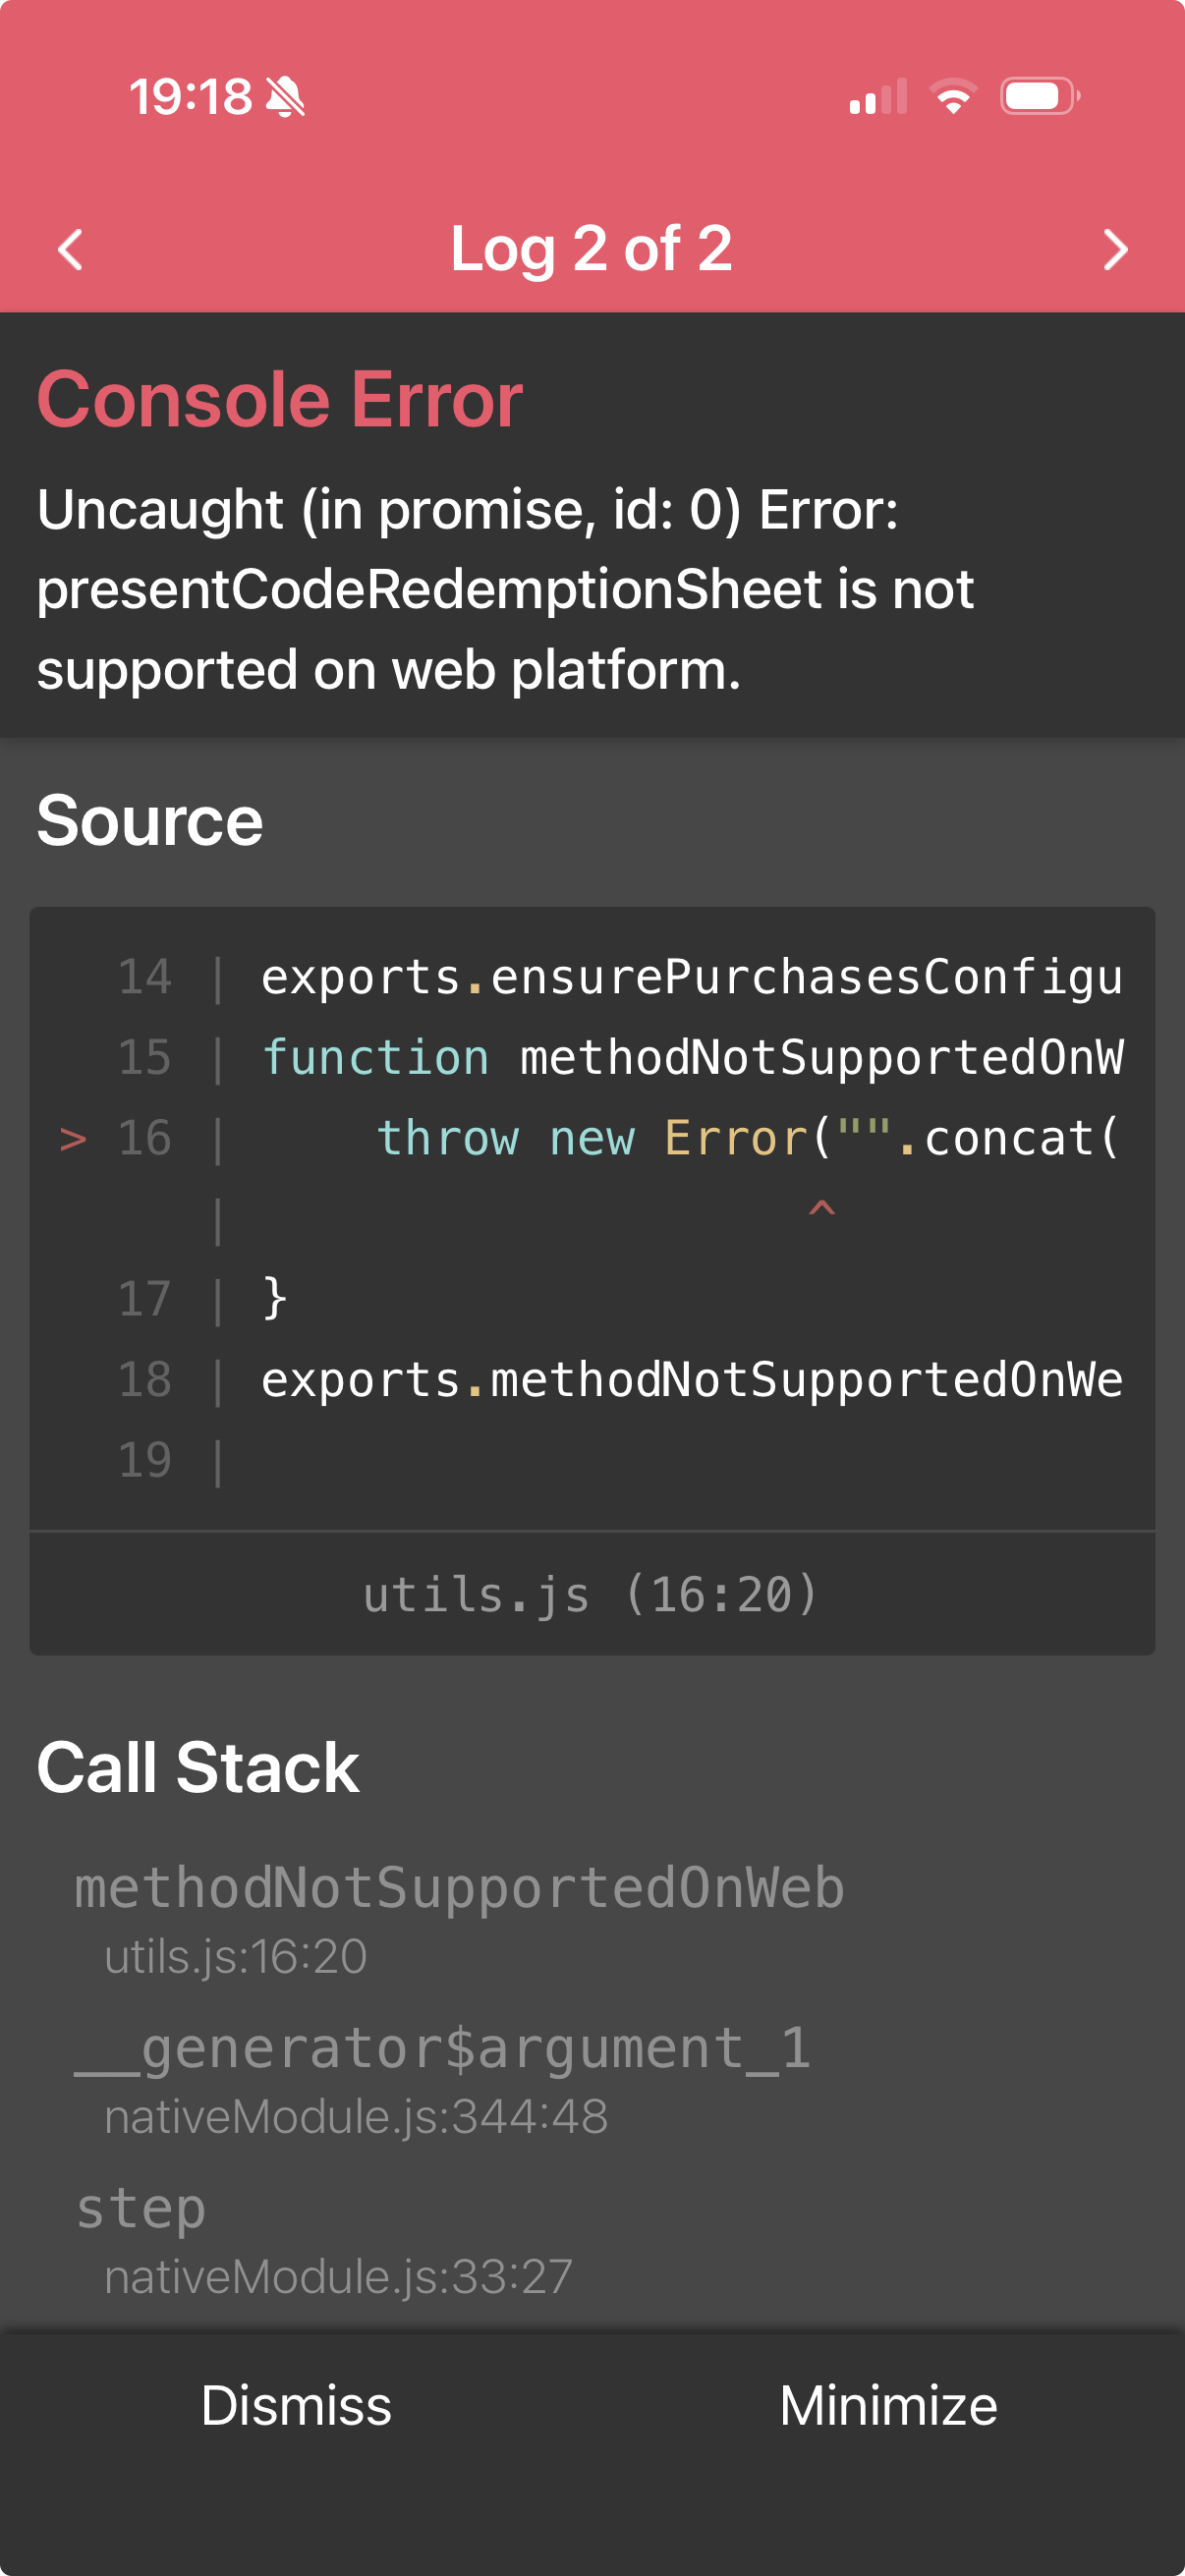 19:18
Log 2 of 2
Console Error
Uncaught (in promise, id: 0) Error:
presentCodeRedemptionSheet is not
supported on web platform.
Source
14 | exports.ensurePurchasesConfigu
15 | function methodNotSupportedOnW
> 16 |     throw new Error("".concat(
|                    ^
17 | }
18 | exports.methodNotSupportedOnWe
19 |
utils.js (16:20)
Call Stack
methodNotSupportedOnWeb
utils.js:16:20
__generator$argument_1
nativeModule.js:344:48
step
nativeModule.js:33:27
Dismiss Minimize